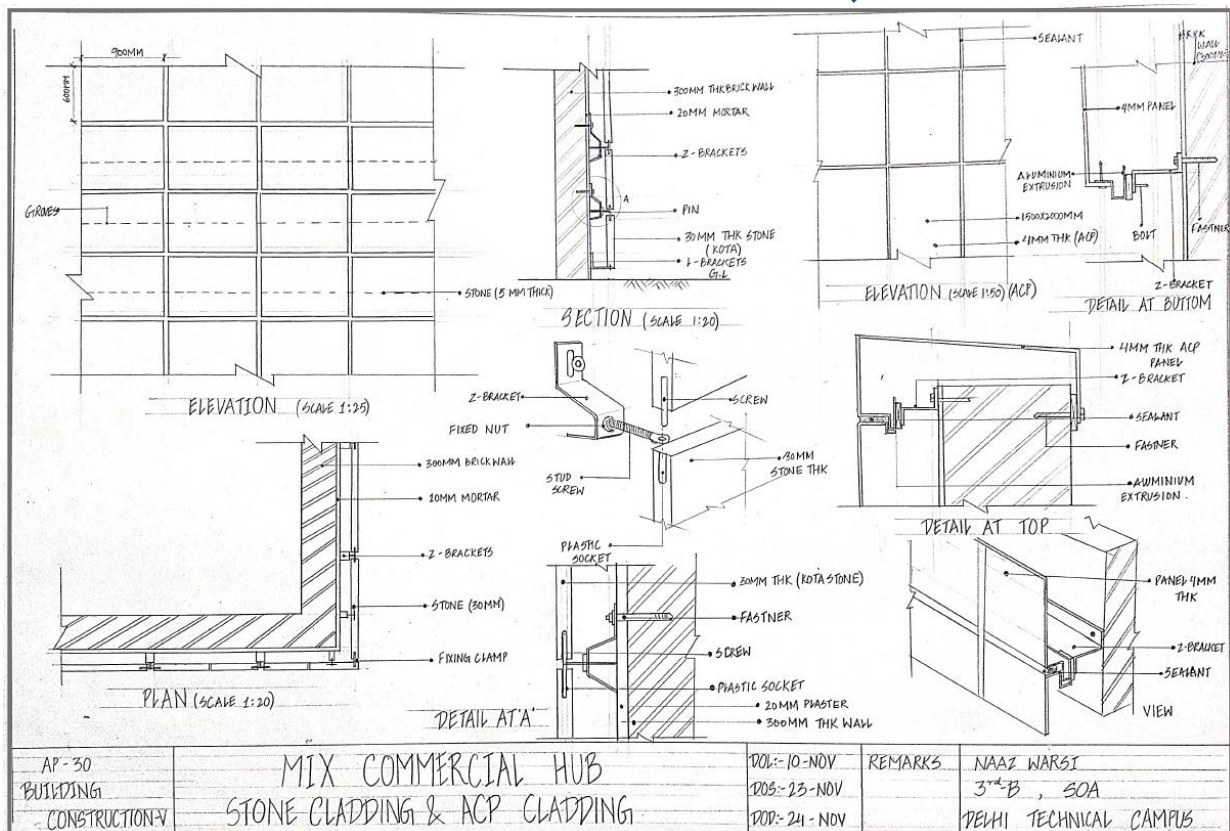 900MM
600MM
GROVES
STONE (5 MM THICK)
ELEVATION (SCALE 1:25)
300MM THK BRICK WALL
20MM MORTAR
Z-BRACKETS
PIN
A
30MM THK STONE
(KOTA)
L-BRACKETS
G.L
SECTION (SCALE 1:20)
SEALANT
1500X2000MM
4MM THK (ACP)
ELEVATION (SCALE 1:50) (ACP)
BRICK
WALL
4MM PANEL
ALUMINIUM
EXTRUSION
BOLT
FASTNER
Z-BRACKET
DETAIL AT BUTTOM
300MM BRICK WALL
20MM MORTAR
Z-BRACKETS
STONE (30MM)
FIXING CLAMP
PLAN (SCALE 1:20)
Z-BRACKET
FIXED NUT
STUD
SCREW
SCREW
30MM
STONE THK
PLASTIC
SOCKET
30MM THK (KOTA STONE)
FASTNER
SCREW
PLASTIC SOCKET
20MM PLASTER
300MM THK WALL
DETAIL AT 'A'
4MM THK ACP
PANEL
Z-BRACKET
SEALANT
FASTNER
ALUMINIUM
EXTRUSION.
DETAIL AT TOP
PANEL 4MM
THK
Z-BRACKET
SEALANT
VIEW
AP-30
BUILDING
CONSTRUCTION-V
MIX COMMERCIAL HUB
STONE CLADDING & ACP CLADDING
DOL:-10-NOV
DOS:-23-NOV
DOD:-24-NOV
REMARKS
NAAZ WARSI
3rd-B, SOA
DELHI TECHNICAL CAMPUS